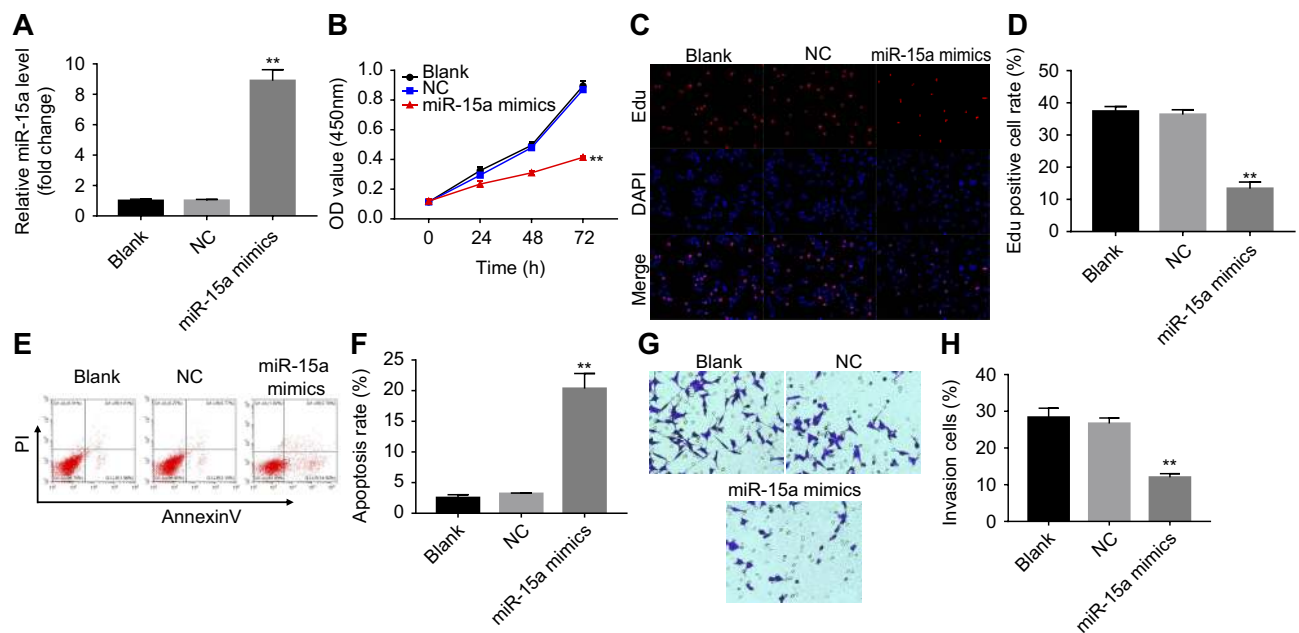 A
Relative miR-15a level
(fold change)
10
8
6
4
2
0
**
Blank
NC
miR-15a mimics
B
OD value (450nm)
1.0
0.8
0.6
0.4
0.2
0.0
Blank
NC
miR-15a mimics
**
0
24
48
72
Time (h)
C
Blank
NC
miR-15a mimics
Edu
DAPI
Merge
D
Edu positive cell rate (%)
50
40
30
20
10
0
**
Blank
NC
miR-15a mimics
E
Blank
NC
miR-15a
mimics
PI
AnnexinV
F
Apoptosis rate (%)
25
20
15
10
5
0
**
Blank
NC
miR-15a mimics
G
Blank
NC
miR-15a mimics
H
Invasion cells (%)
40
30
20
10
0
**
Blank
NC
miR-15a mimics